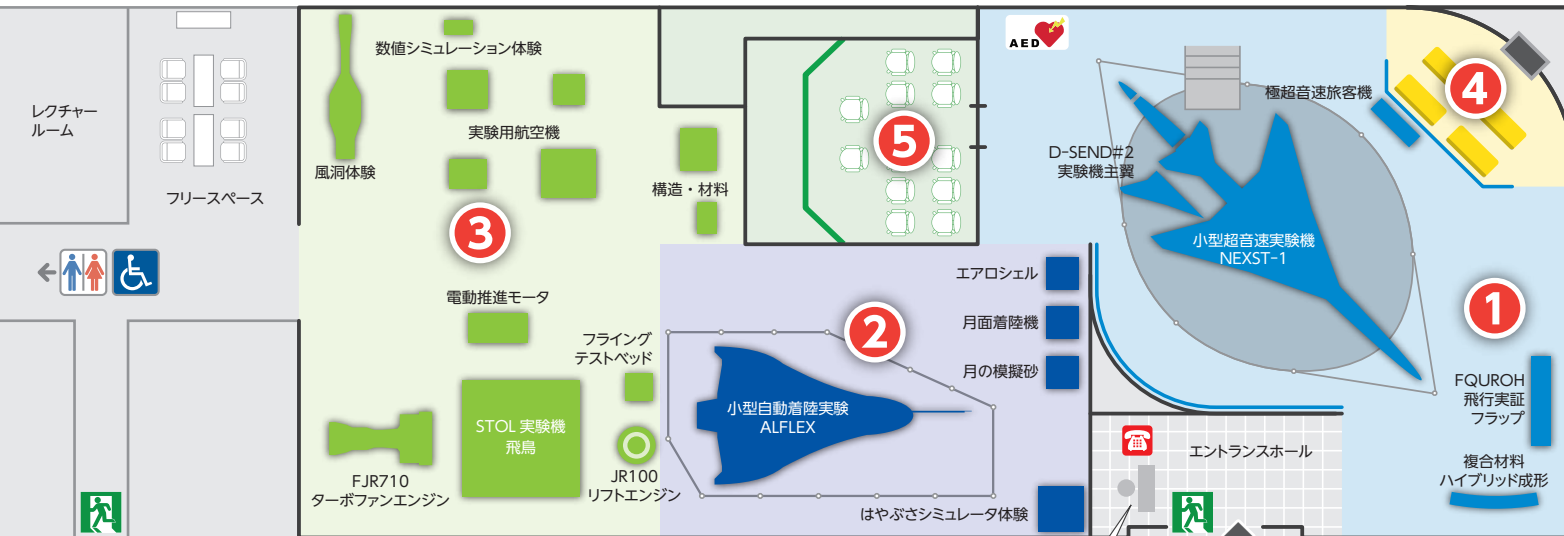 レクチャー
ルーム
フリースペース
数値シミュレーション体験
風洞体験
実験用航空機
構造・材料
3
電動推進モータ
フライング
テストベッド
STOL 実験機
飛鳥
FJR710
ターボファンエンジン
JR100
リフトエンジン
5
2
小型自動着陸実験
ALFLEX
エアロシェル
月面着陸機
月の模擬砂
はやぶさシミュレータ体験
AED
極超音速旅客機
4
D-SEND#2
実験機主翼
小型超音速実験機
NEXST-1
1
FQUROH
飛行実証
フラップ
複合材料
ハイブリッド成形
エントランスホール